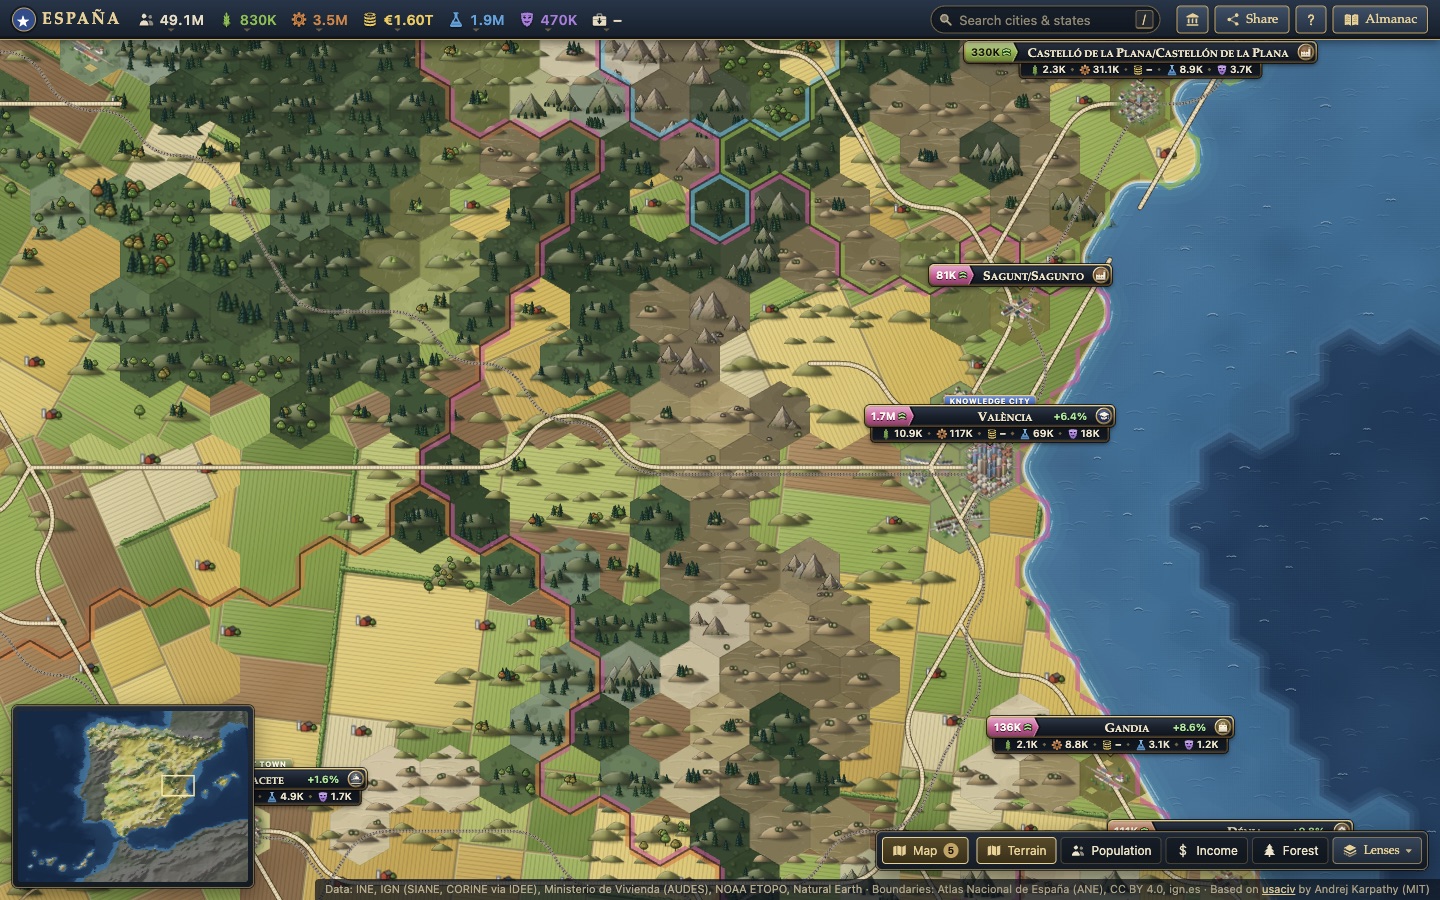 ESPAÑA 49.1M 830K 3.5M €1.60T 1.9M 470K – Search cities & states / Share ? Almanac
330K Castelló de la Plana/Castellón de la Plana
2.3K • 31.1K • – • 8.9K • 3.7K
81K Sagunt/Sagunto
KNOWLEDGE CITY
1.7M València +6.4%
10.9K • 117K • – • 69K • 18K
136K Gandia +8.6%
2.1K • 8.8K • – • 3.1K • 1.2K
TOWN
ACETE +1.6%
• 4.9K • 1.7K
Map 5 Terrain Population $ Income Forest Lenses
Data: INE, IGN (SIANE, CORINE via IDEE), Ministerio de Vivienda (AUDES), NOAA ETOPO, Natural Earth · Boundaries: Atlas Nacional de España (ANE), CC BY 4.0, ign.es · Based on usaciv by Andrej Karpathy (MIT)